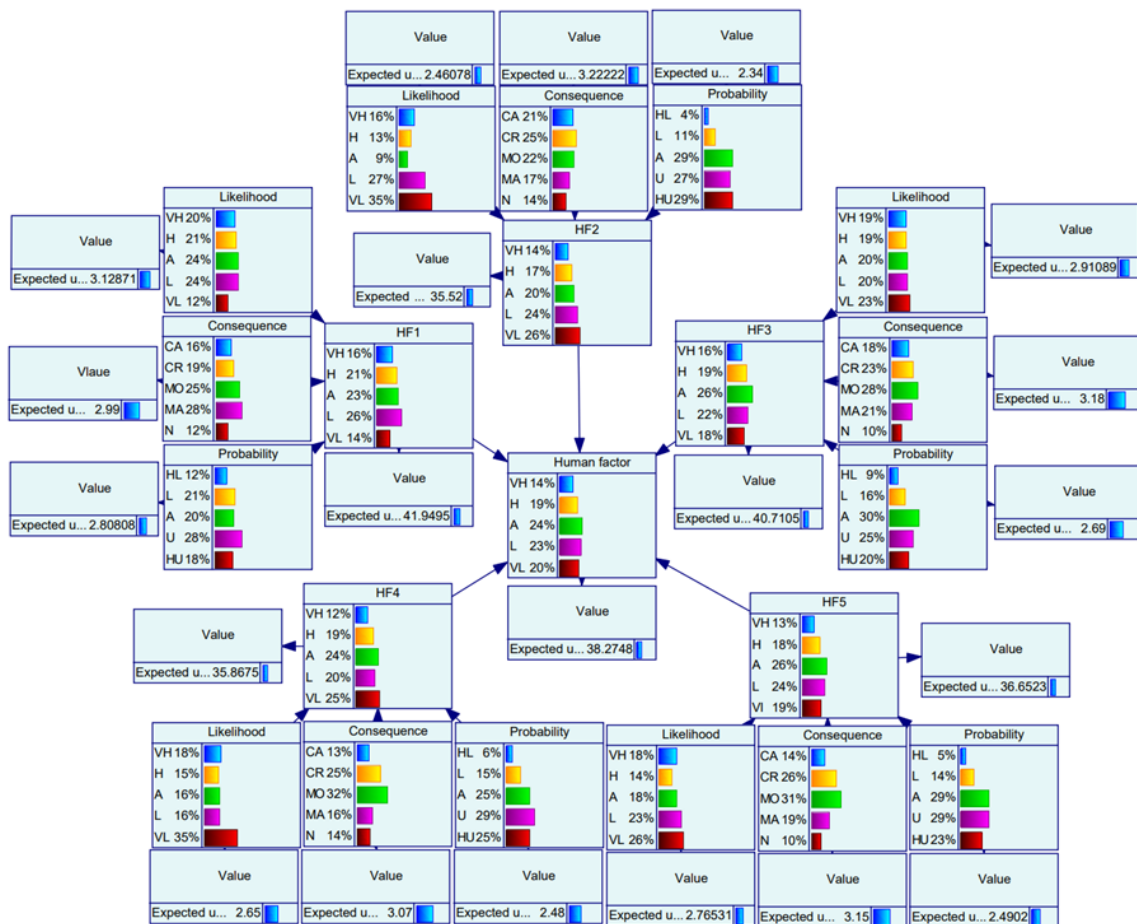 Value
Expected u... 2.46078
Value
Expected u... 3.22222
Value
Expected u... 2.34
Likelihood
VH 16%
H 13%
A 9%
L 27%
VL 35%
Consequence
CA 21%
CR 25%
MO 22%
MA 17%
N 14%
Probability
HL 4%
L 11%
A 29%
U 27%
HU 29%
HF2
VH 14%
H 17%
A 20%
L 24%
VL 26%
Value
Expected ... 35.52
Likelihood
VH 20%
H 21%
A 24%
L 24%
VL 12%
Value
Expected u... 3.12871
Consequence
CA 16%
CR 19%
MO 25%
MA 28%
N 12%
Vlaue
Expected u... 2.99
Probability
HL 12%
L 21%
A 20%
U 28%
HU 18%
Value
Expected u... 2.80808
HF1
VH 16%
H 21%
A 23%
L 26%
VL 14%
Value
Expected u... 41.9495
Likelihood
VH 19%
H 19%
A 20%
L 20%
VL 23%
Value
Expected u... 2.91089
HF3
VH 16%
H 19%
A 26%
L 22%
VL 18%
Value
Expected u... 40.7105
Consequence
CA 18%
CR 23%
MO 28%
MA 21%
N 10%
Value
Expected u... 3.18
Probability
HL 9%
L 16%
A 30%
U 25%
HU 20%
Value
Expected u... 2.69
Human factor
VH 14%
H 19%
A 24%
L 23%
VL 20%
Value
Expected u... 38.2748
HF4
VH 12%
H 19%
A 24%
L 20%
VL 25%
Value
Expected u... 35.8675
HF5
VH 13%
H 18%
A 26%
L 24%
VI 19%
Value
Expected u... 36.6523
Likelihood
VH 18%
H 15%
A 16%
L 16%
VL 35%
Consequence
CA 13%
CR 25%
MO 32%
MA 16%
N 14%
Probability
HL 6%
L 15%
A 25%
U 29%
HU 25%
Likelihood
VH 18%
H 14%
A 18%
L 23%
VL 26%
Consequence
CA 14%
CR 26%
MO 31%
MA 19%
N 10%
Probability
HL 5%
L 14%
A 29%
U 29%
HU 23%
Value
Expected u... 2.65
Value
Expected u... 3.07
Value
Expected u... 2.48
Value
Expected u... 2.76531
Value
Expected u... 3.15
Value
Expected u... 2.4902